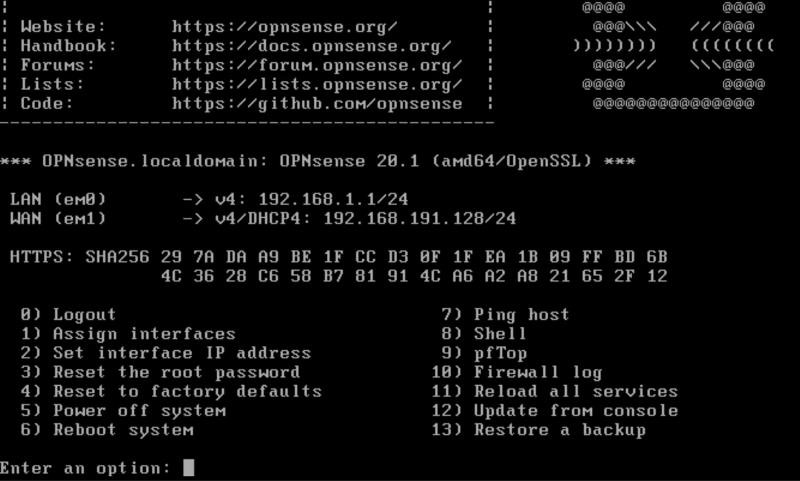 ¦                                              ¦         @@@@         @@@@
¦ Website:     https://opnsense.org/           ¦          @@@\\\   ///@@@
¦ Handbook:    https://docs.opnsense.org/      ¦        ))))))))   ((((((((
¦ Forums:      https://forum.opnsense.org/     ¦          @@@///   \\\@@@
¦ Lists:       https://lists.opnsense.org/     ¦         @@@@         @@@@
¦ Code:        https://github.com/opnsense     ¦          @@@@@@@@@@@@@@@
----------------------------------------------
*** OPNsense.localdomain: OPNsense 20.1 (amd64/OpenSSL) ***
LAN (em0)       -> v4: 192.168.1.1/24
WAN (em1)       -> v4/DHCP4: 192.168.191.128/24
HTTPS: SHA256 29 7A DA A9 BE 1F CC D3 0F 1F EA 1B 09 FF BD 6B
4C 36 28 C6 58 B7 81 91 4C A6 A2 A8 21 65 2F 12
0) Logout                              7) Ping host
1) Assign interfaces                   8) Shell
2) Set interface IP address            9) pfTop
3) Reset the root password            10) Firewall log
4) Reset to factory defaults          11) Reload all services
5) Power off system                   12) Update from console
6) Reboot system                      13) Restore a backup
Enter an option: